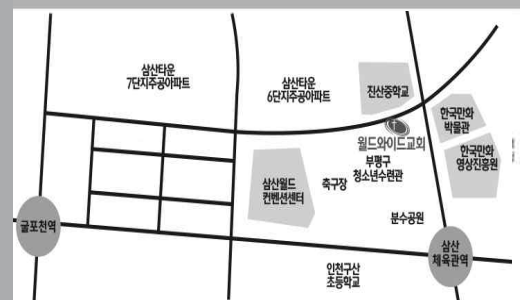 삼산타운
7단지주공아파트
삼산타운
6단지주공아파트
진산중학교
한국만화
박물관
월드와이드교회
한국만화
영상진흥원
부평구
청소년수련관
삼산월드
컨벤션센터
축구장
분수공원
굴포천역
삼산
체육관역
인천구산
초등학교